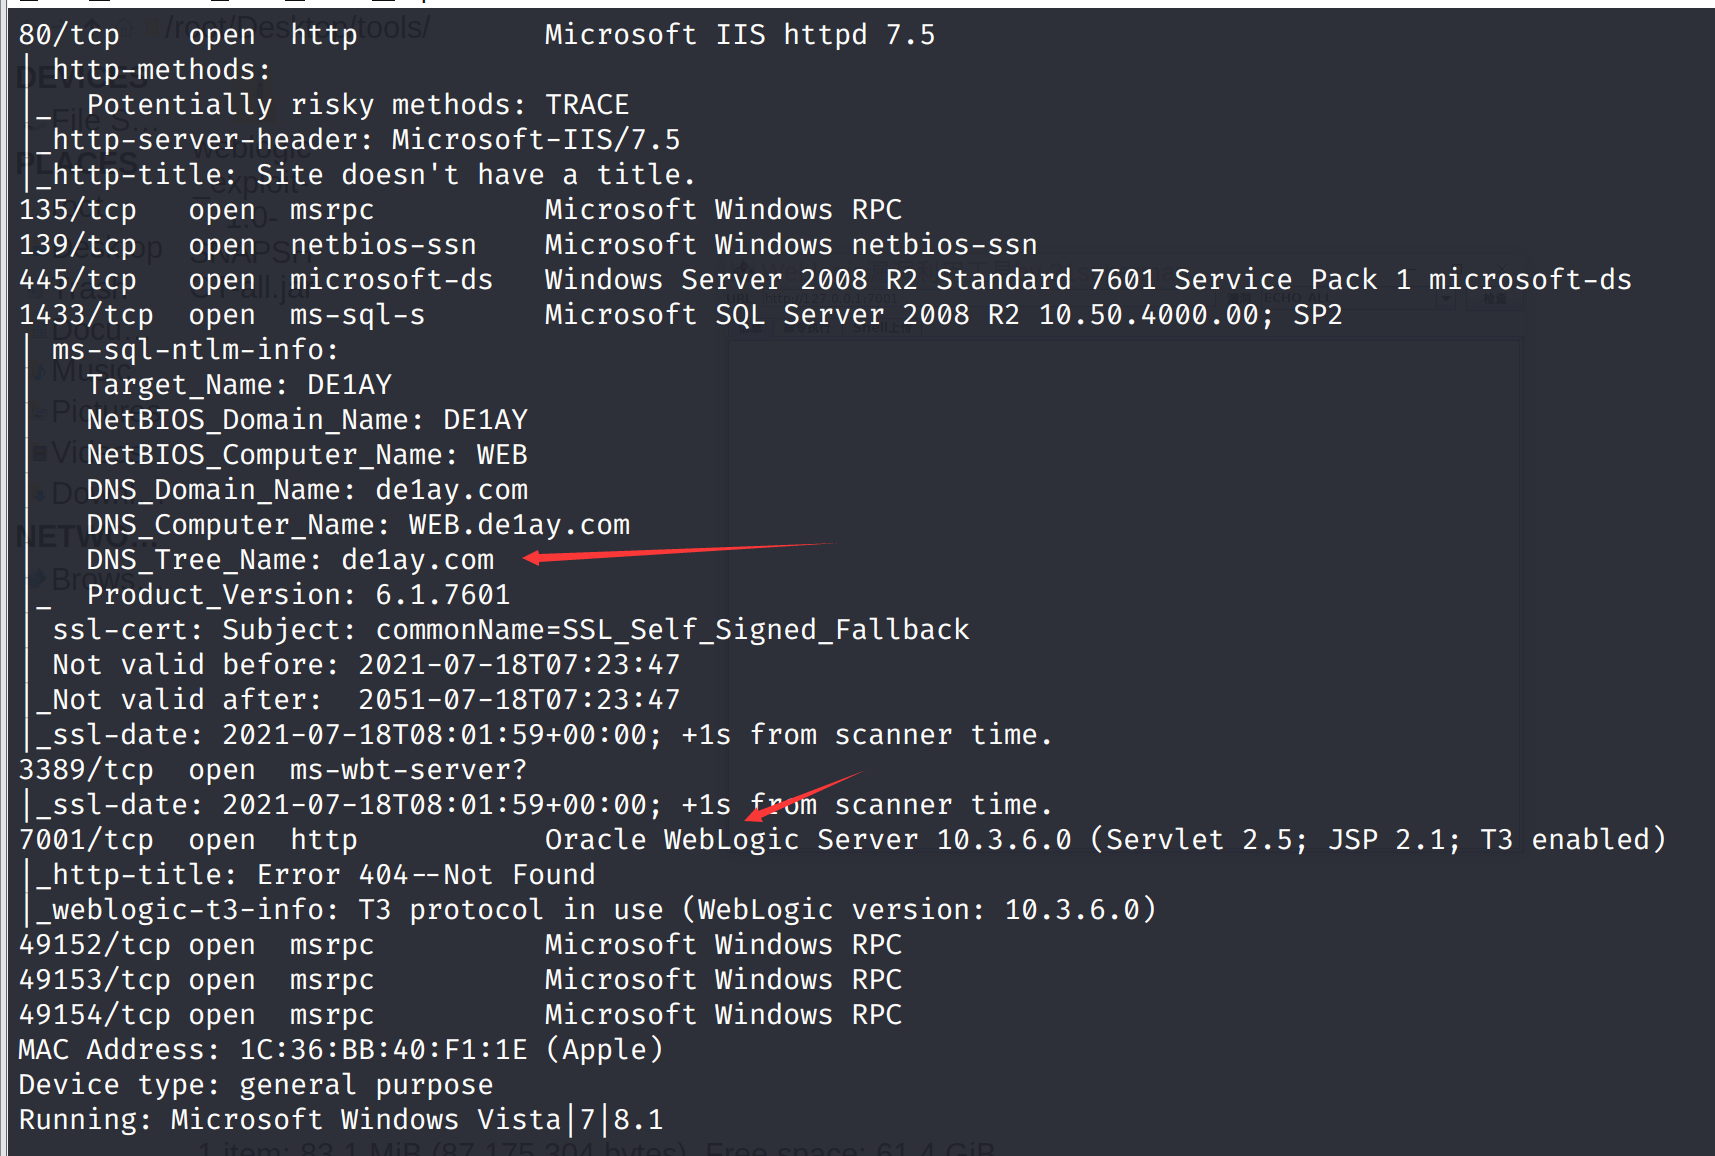 80/tcp    open  http           Microsoft IIS httpd 7.5
| http-methods:
|_  Potentially risky methods: TRACE
|_http-server-header: Microsoft-IIS/7.5
|_http-title: Site doesn't have a title.
135/tcp   open  msrpc          Microsoft Windows RPC
139/tcp   open  netbios-ssn    Microsoft Windows netbios-ssn
445/tcp   open  microsoft-ds   Windows Server 2008 R2 Standard 7601 Service Pack 1 microsoft-ds
1433/tcp  open  ms-sql-s       Microsoft SQL Server 2008 R2 10.50.4000.00; SP2
| ms-sql-ntlm-info:
|   Target_Name: DE1AY
|   NetBIOS_Domain_Name: DE1AY
|   NetBIOS_Computer_Name: WEB
|   DNS_Domain_Name: de1ay.com
|   DNS_Computer_Name: WEB.de1ay.com
|   DNS_Tree_Name: de1ay.com
|_  Product_Version: 6.1.7601
| ssl-cert: Subject: commonName=SSL_Self_Signed_Fallback
| Not valid before: 2021-07-18T07:23:47
|_Not valid after:  2051-07-18T07:23:47
|_ssl-date: 2021-07-18T08:01:59+00:00; +1s from scanner time.
3389/tcp  open  ms-wbt-server?
|_ssl-date: 2021-07-18T08:01:59+00:00; +1s from scanner time.
7001/tcp  open  http           Oracle WebLogic Server 10.3.6.0 (Servlet 2.5; JSP 2.1; T3 enabled)
|_http-title: Error 404--Not Found
|_weblogic-t3-info: T3 protocol in use (WebLogic version: 10.3.6.0)
49152/tcp open  msrpc          Microsoft Windows RPC
49153/tcp open  msrpc          Microsoft Windows RPC
49154/tcp open  msrpc          Microsoft Windows RPC
MAC Address: 1C:36:BB:40:F1:1E (Apple)
Device type: general purpose
Running: Microsoft Windows Vista|7|8.1